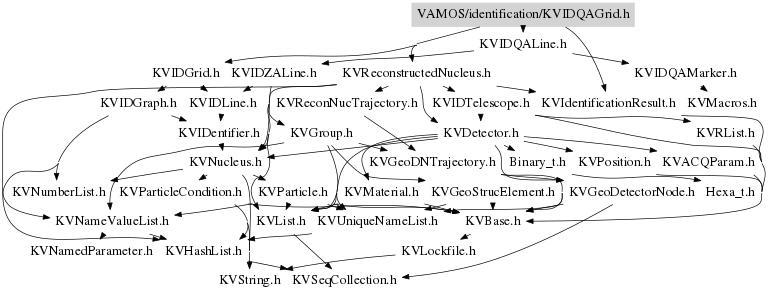 VAMOS/identification/KVIDQAGrid.h
KVIDQALine.h
KVIDGrid.h KVIDZALine.h KVReconstructedNucleus.h KVIDQAMarker.h
KVIDGraph.h KVIDLine.h KVReconNucTrajectory.h KVIDTelescope.h KVIdentificationResult.h KVMacros.h
KVIDentifier.h KVGroup.h KVDetector.h KVRList.h
KVNucleus.h KVGeoDNTrajectory.h Binary_t.h KVPosition.h KVACQParam.h
KVNumberList.h KVParticleCondition.h KVParticle.h KVMaterial.h KVGeoStrucElement.h KVGeoDetectorNode.h Hexa_t.h
KVNameValueList.h KVList.h KVUniqueNameList.h KVBase.h
KVNamedParameter.h KVHashList.h KVLockfile.h
KVString.h KVSeqCollection.h